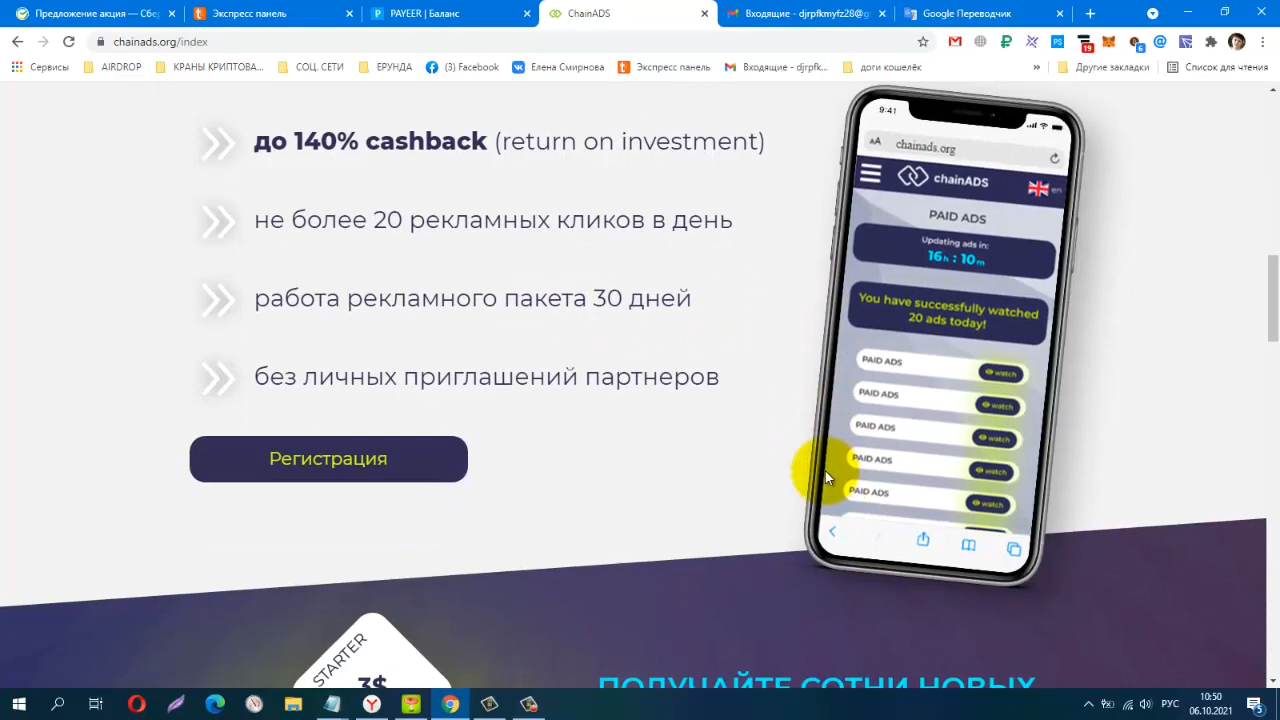 Предложение акция — Сбе
Экспресс панель
PAYEER | Баланс
ChainADS
Входящие - djrpfkmyfz28@g
Google Переводчик
chainads.org/index
19
6
Сервисы
AIRDROP
КРАНЫ КРИПТОВА...
СОЦ. СЕТИ
ЕРУНДА
(3) Facebook
Елена Смирнова
Экспресс панель
Входящие - djrpfk...
доги кошелёк
»
Другие закладки
Список для чтения
до 140% cashback (return on investment)
не более 20 рекламных кликов в день
работа рекламного пакета 30 дней
без личных приглашений партнеров
Регистрация
9:41
AA chainads.org
chainADS
en
PAID ADS
Updating ads in:
16h : 10m
You have successfully watched
20 ads today!
PAID ADS watch
PAID ADS watch
PAID ADS watch
PAID ADS watch
PAID ADS watch
STARTER
3$
ПОЛУЧАЙТЕ СОТНИ НОВЫХ
РУС
10:50
06.10.2021